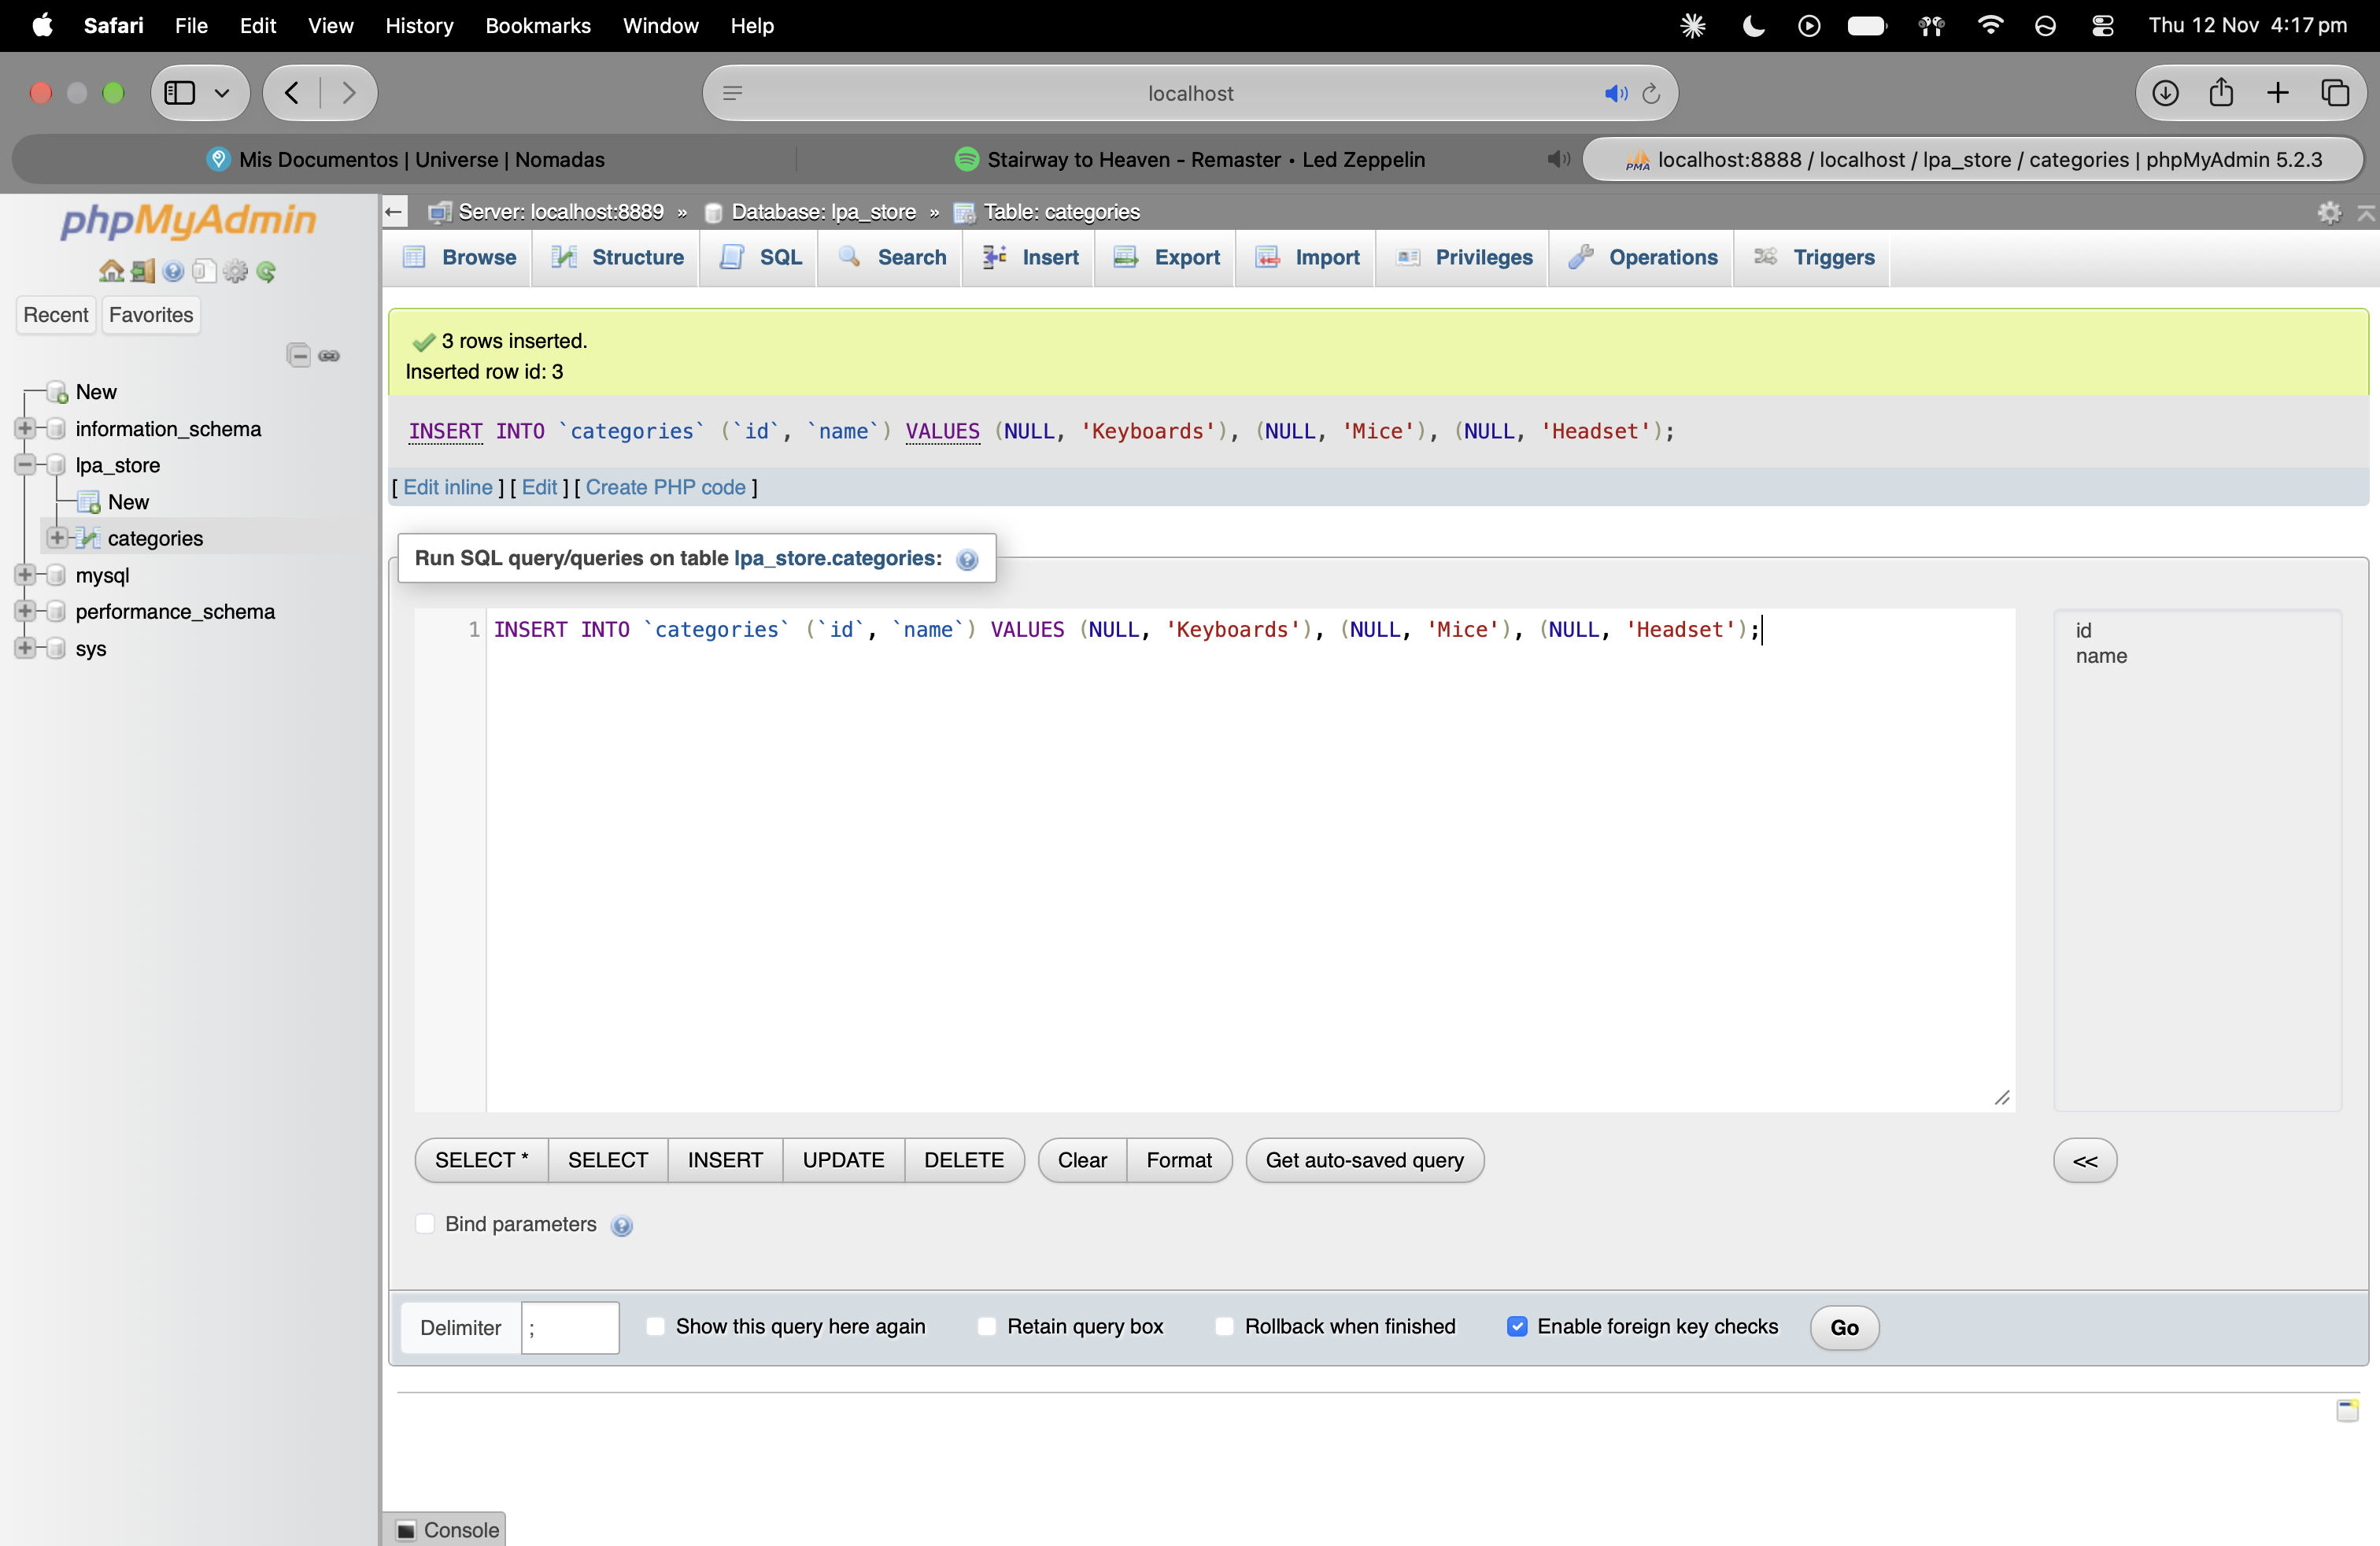 Safari File Edit View History Bookmarks Window Help Thu 12 Nov 4:17 pm
localhost
Mis Documentos | Universe | Nomadas
Stairway to Heaven - Remaster • Led Zeppelin
PMA localhost:8888 / localhost / lpa_store / categories | phpMyAdmin 5.2.3
phpMyAdmin
Recent Favorites
New
information_schema
lpa_store
New
categories
mysql
performance_schema
sys
Server: localhost:8889 » Database: lpa_store » Table: categories
Browse Structure SQL Search Insert Export Import Privileges Operations Triggers
3 rows inserted.
Inserted row id: 3
INSERT INTO `categories` (`id`, `name`) VALUES (NULL, 'Keyboards'), (NULL, 'Mice'), (NULL, 'Headset');
[ Edit inline ] [ Edit ] [ Create PHP code ]
Run SQL query/queries on table lpa_store.categories:
1 INSERT INTO `categories` (`id`, `name`) VALUES (NULL, 'Keyboards'), (NULL, 'Mice'), (NULL, 'Headset');
id
name
SELECT * SELECT INSERT UPDATE DELETE Clear Format Get auto-saved query <<
Bind parameters
Delimiter ; Show this query here again Retain query box Rollback when finished Enable foreign key checks Go
Console